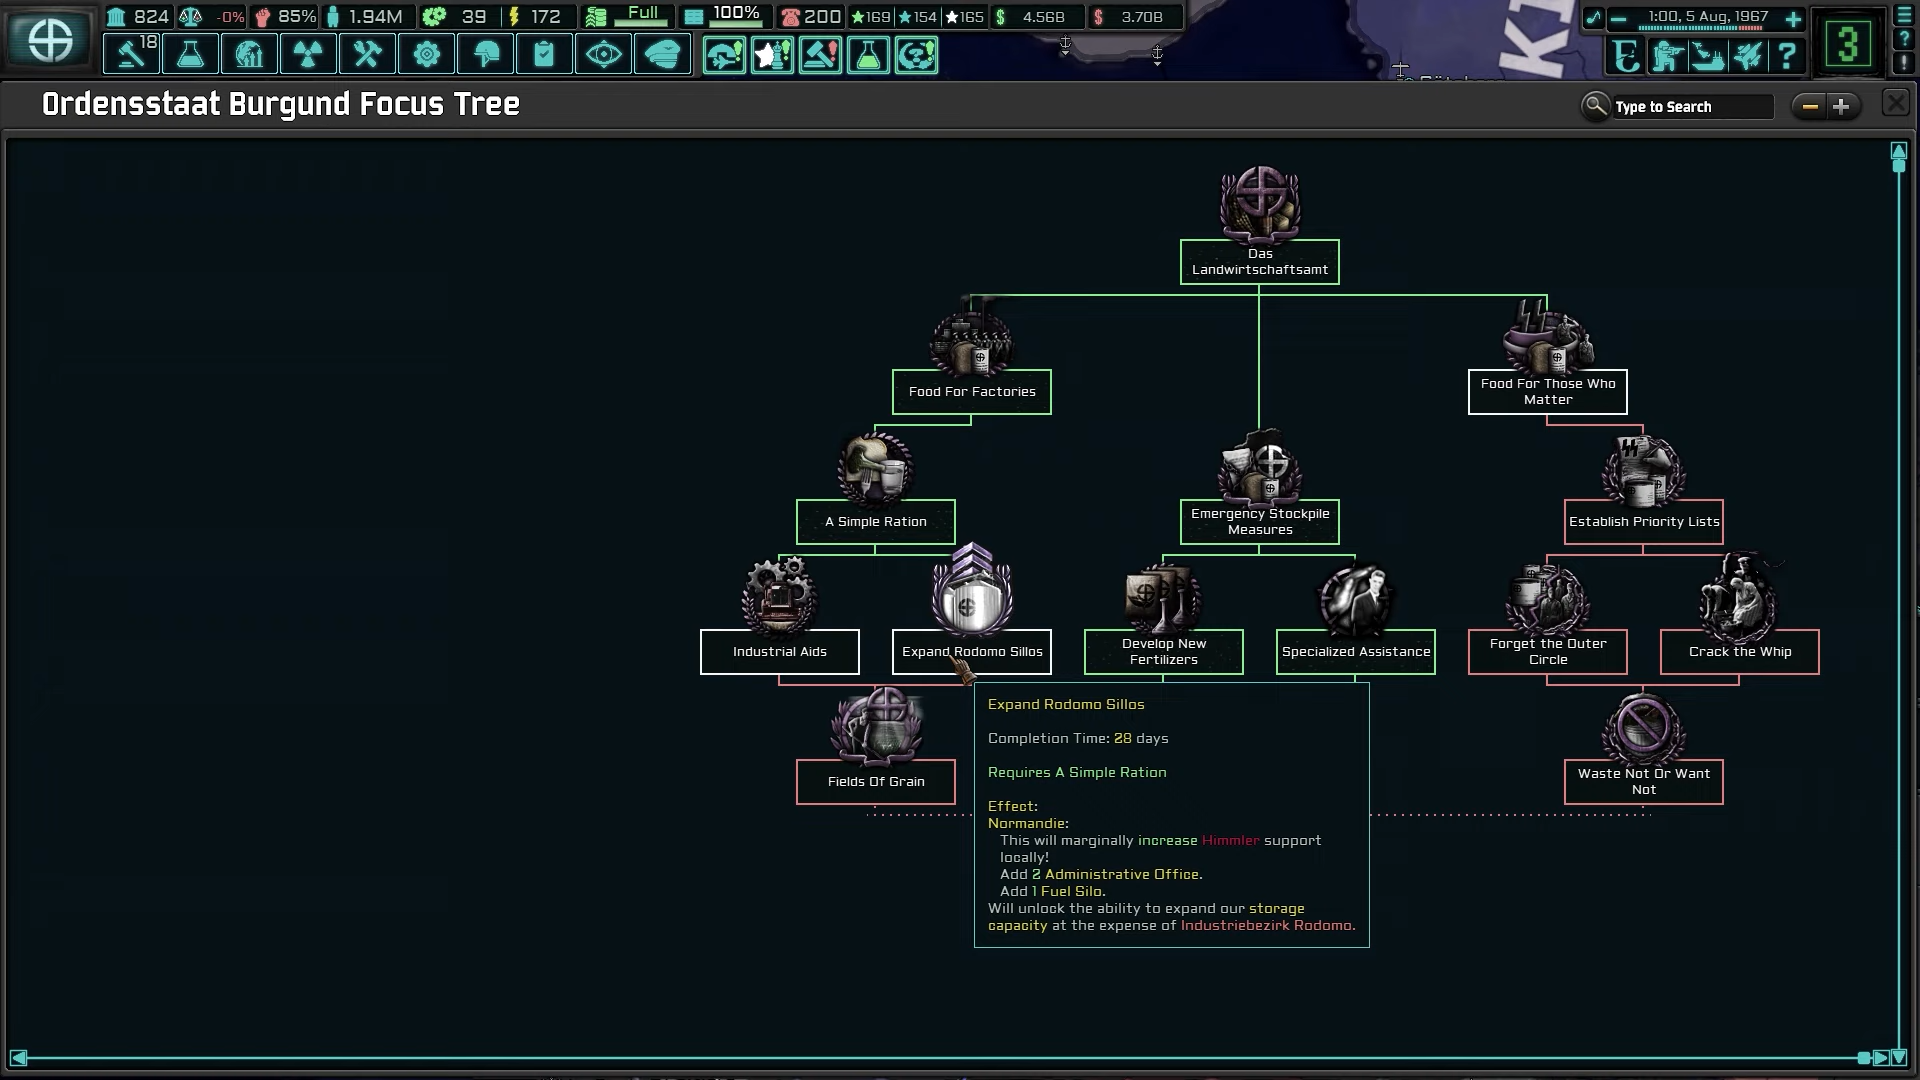 824
-0%
85%
1.94M
39
172
Full
100%
200
169
154
165
$ 4.56B
$ 3.70B
1:00, 5 Aug, 1967
18
3
Ordensstaat Burgund Focus Tree
Type to Search
Das
Landwirtschaftsamt
Food For Factories
Food For Those Who
Matter
A Simple Ration
Emergency Stockpile
Measures
Establish Priority Lists
Industrial Aids
Expand Rodomo Sillos
Develop New
Fertilizers
Specialized Assistance
Forget the Outer
Circle
Crack the Whip
Fields Of Grain
Waste Not Or Want
Not
Expand Rodomo Sillos
Completion Time: 28 days
Requires A Simple Ration
Effect:
Normandie:
This will marginally increase Himmler support
locally!
Add 2 Administrative Office.
Add 1 Fuel Silo.
Will unlock the ability to expand our storage
capacity at the expense of Industriebezirk Rodomo.